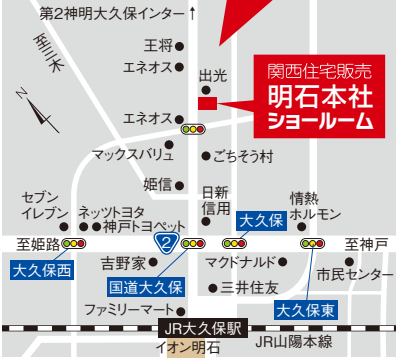 第2神明大久保インター↑
至三木
王将
エネオス
出光
関西住宅販売
明石本社
ショールーム
N
エネオス
マックスバリュ
ごちそう村
姫信
日新
信用
セブン
イレブン
ネッツトヨタ
神戸トヨペット
大久保
情熱
ホルモン
至姫路
2
至神戸
大久保西
吉野家
国道大久保
マクドナルド
大久保東
市民センター
三井住友
ファミリーマート
JR大久保駅
JR山陽本線
イオン明石